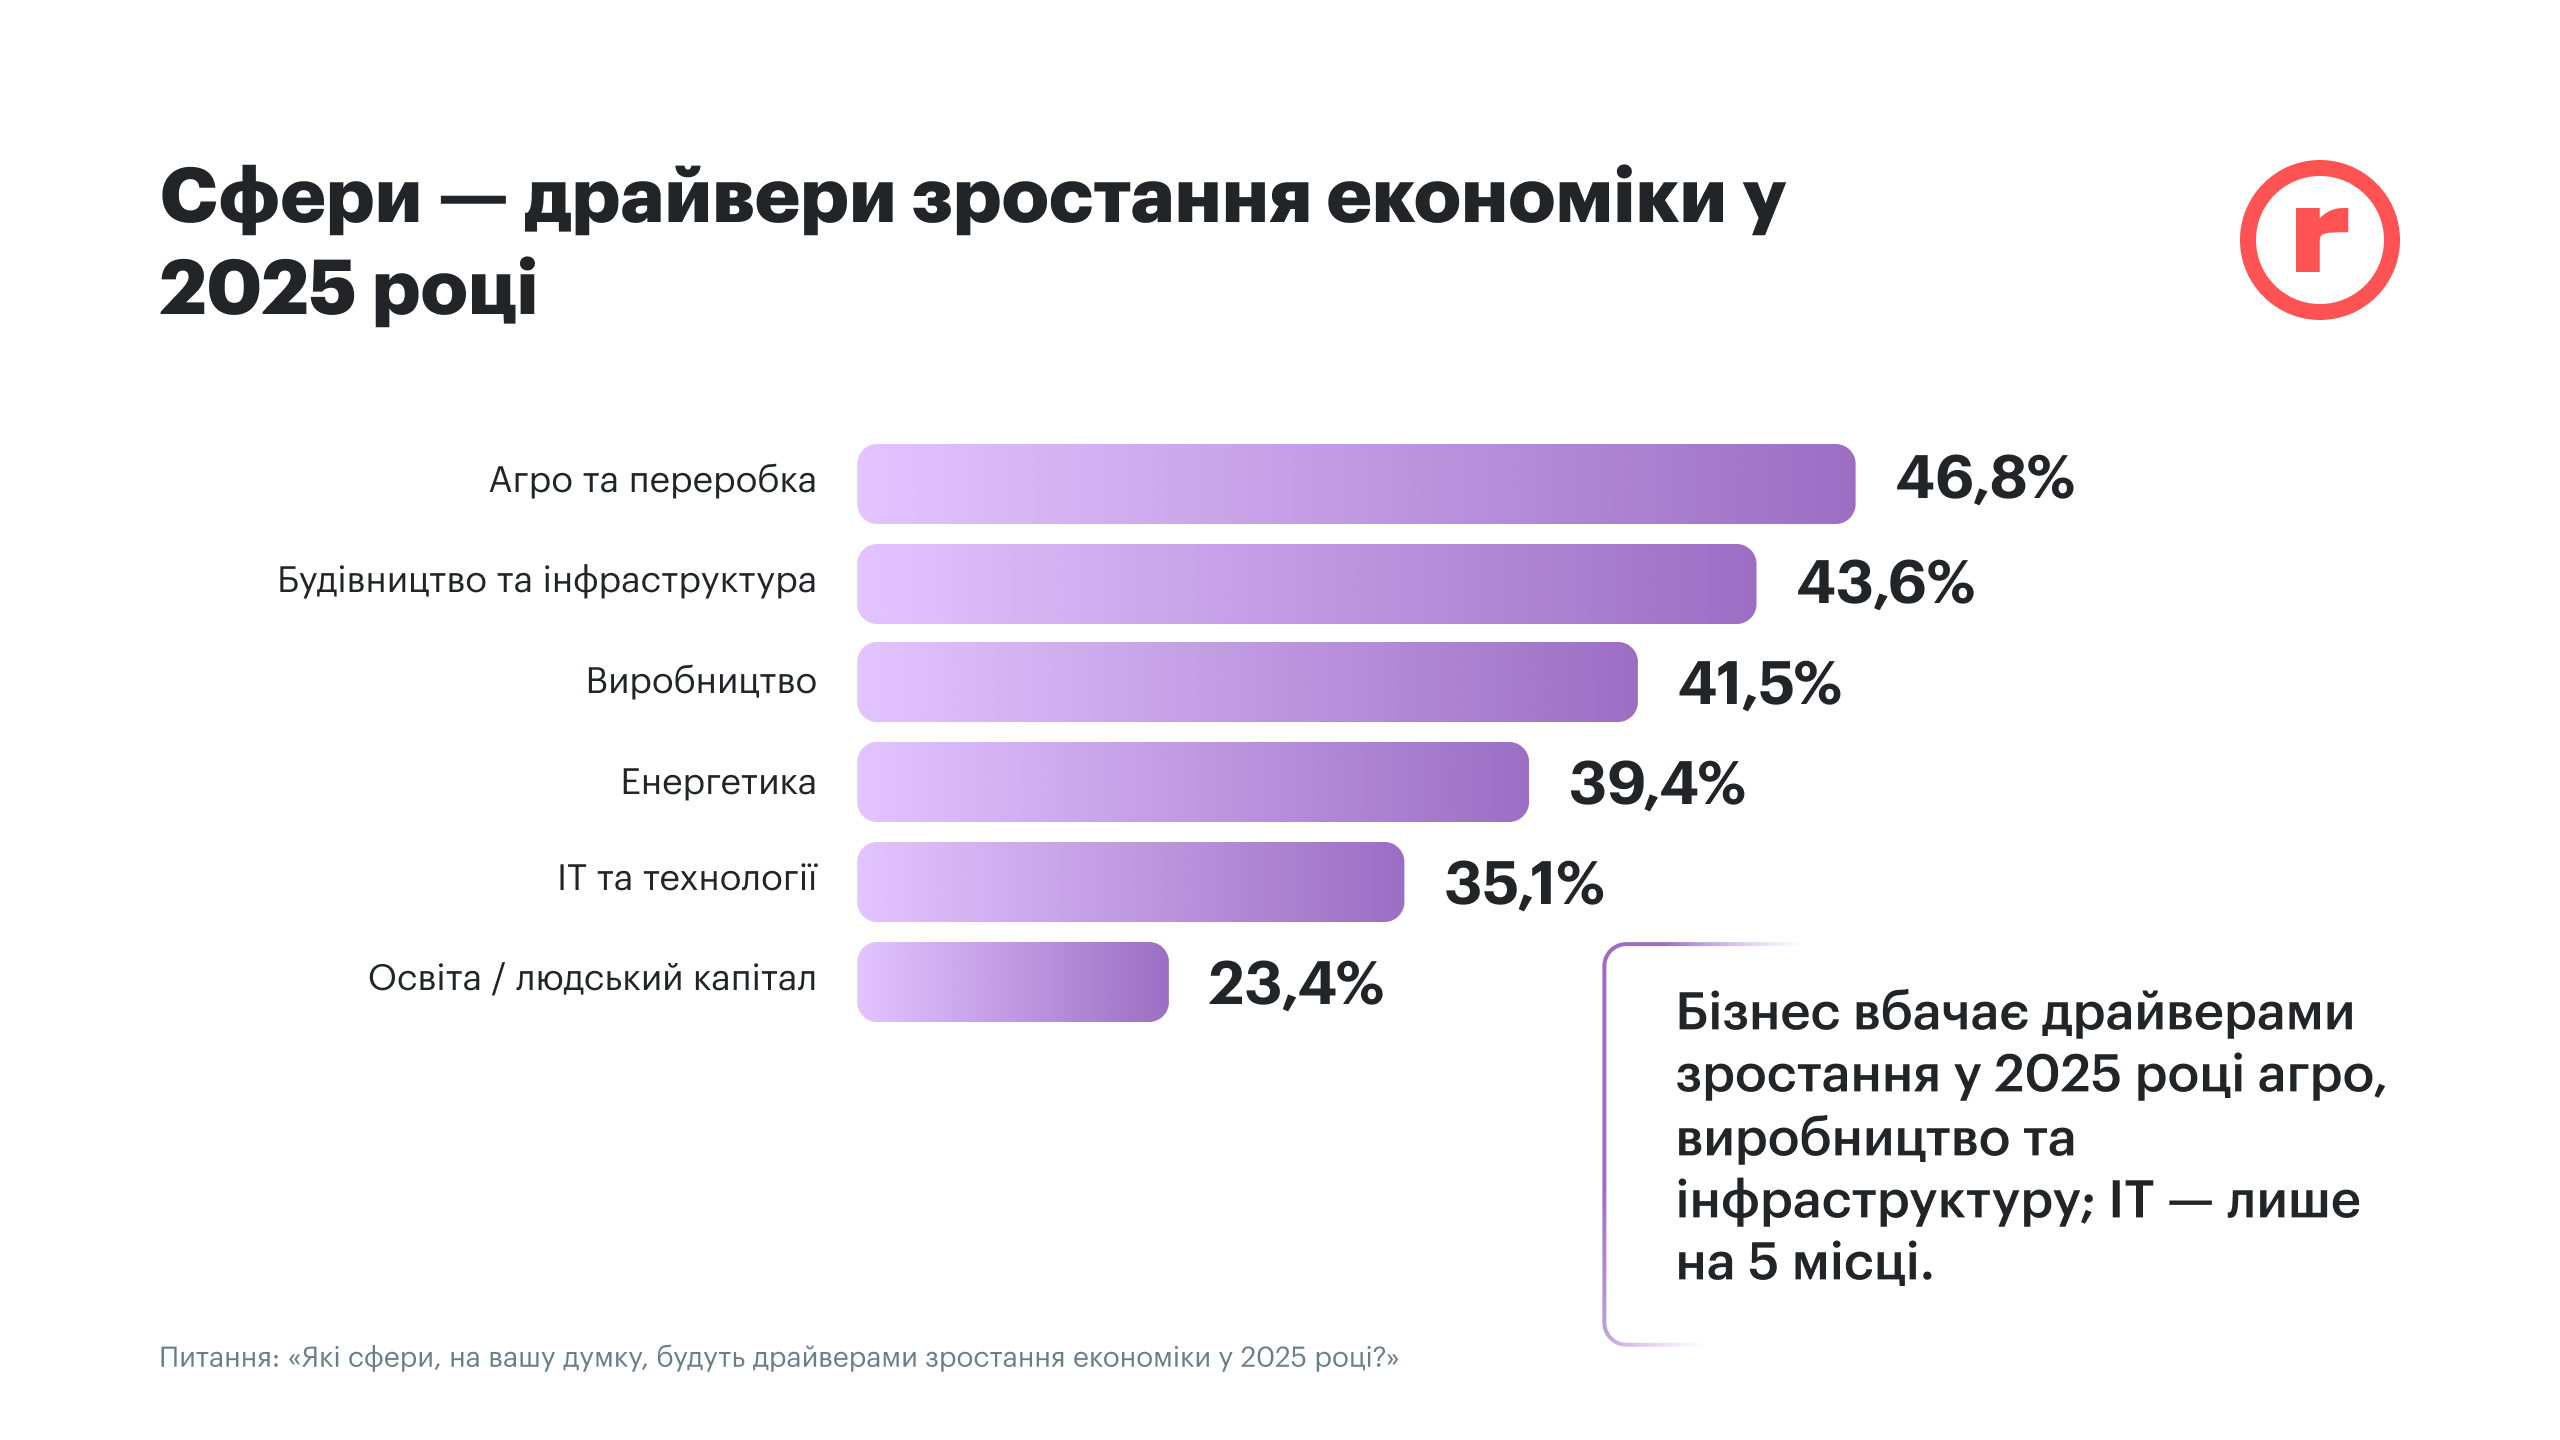 Сфери — драйвери зростання економіки у
2025 році
r
Агро та переробка 46,8%
Будівництво та інфраструктура 43,6%
Виробництво 41,5%
Енергетика 39,4%
ІТ та технології 35,1%
Освіта / людський капітал 23,4%
Бізнес вбачає драйверами
зростання у 2025 році агро,
виробництво та
інфраструктуру; ІТ — лише
на 5 місці.
Питання: «Які сфери, на вашу думку, будуть драйверами зростання економіки у 2025 році?»